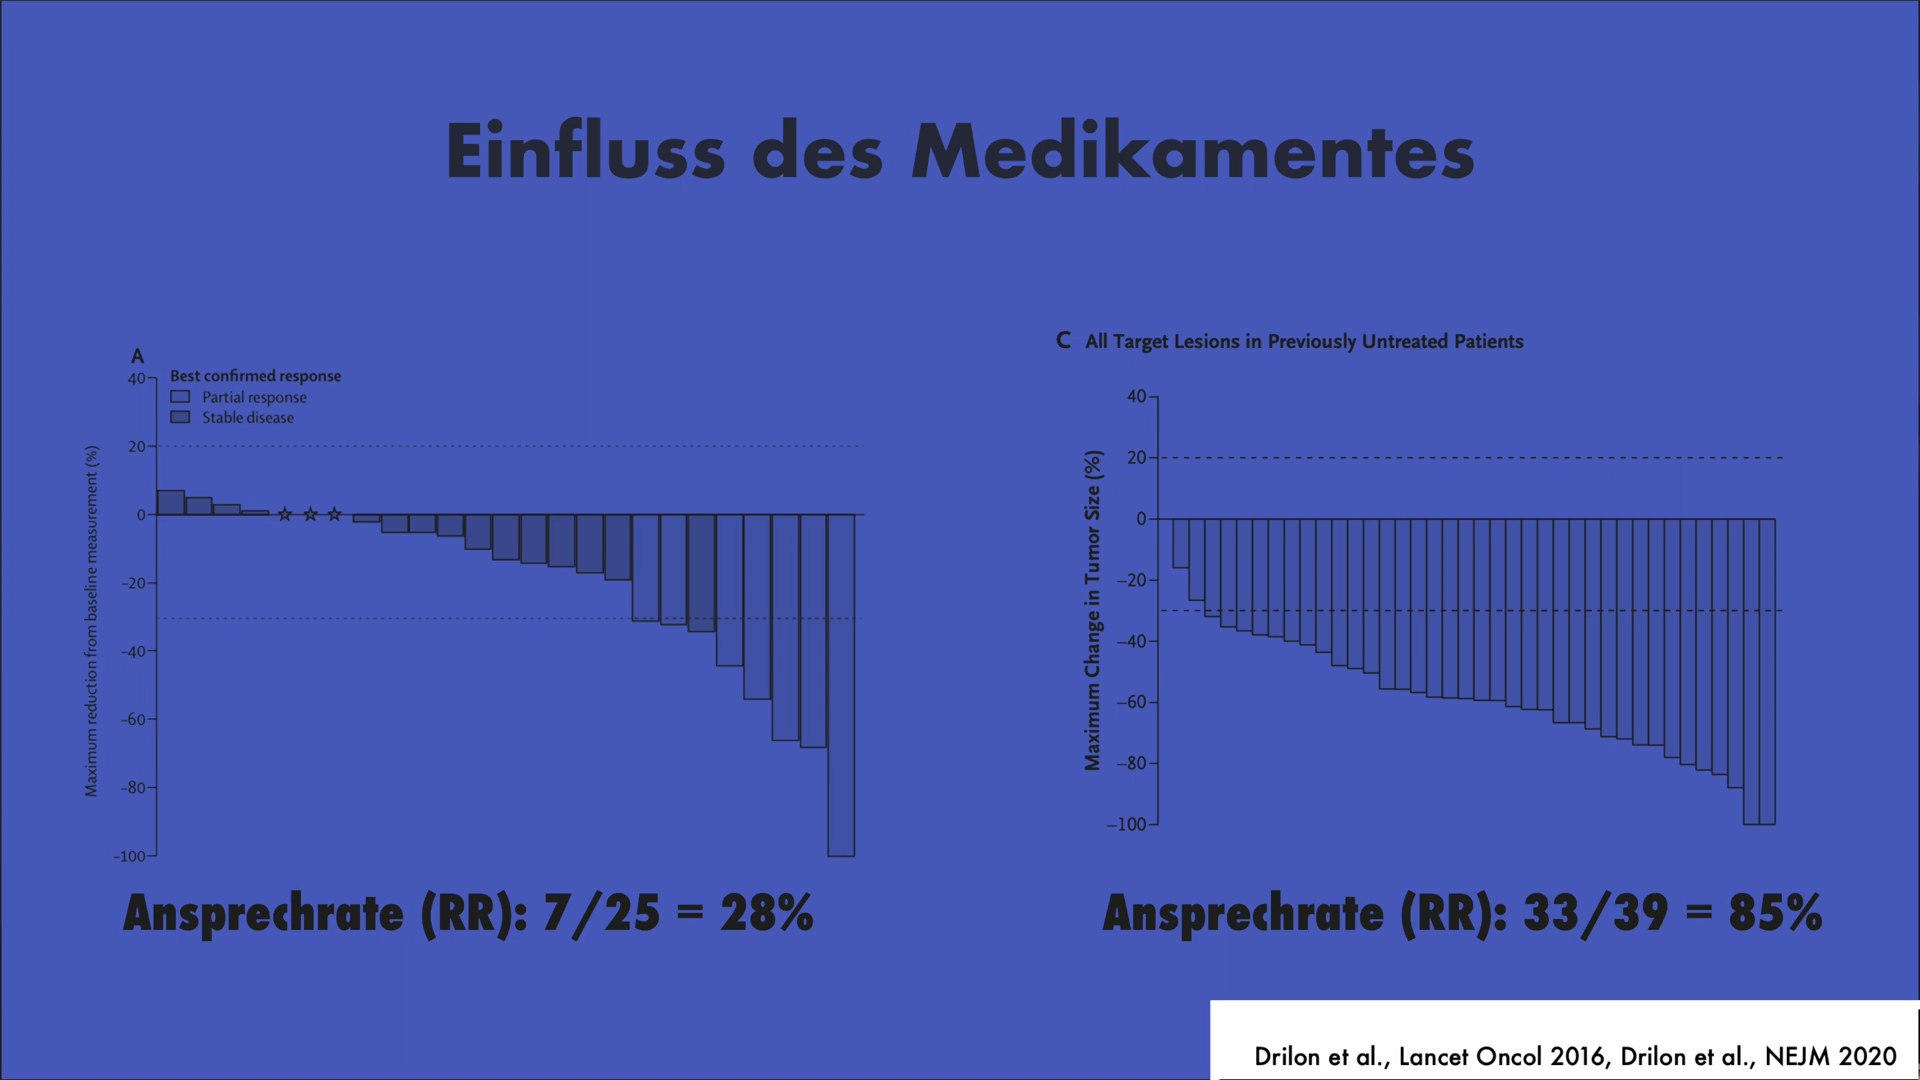 Einfluss des Medikamentes
A
Best confirmed response
Partial response
Stable disease
Maximum reduction from baseline measurement (%)
40
20
0
–20
–40
–60
–80
–100
Ansprechrate (RR): 7/25 = 28%
C All Target Lesions in Previously Untreated Patients
Maximum Change in Tumor Size (%)
40
20
0
–20
–40
–60
–80
–100
Ansprechrate (RR): 33/39 = 85%
Drilon et al., Lancet Oncol 2016, Drilon et al., NEJM 2020